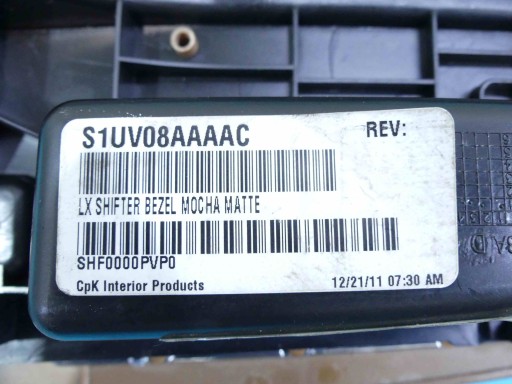 S1UV08AAAAC REV:
LX SHIFTER BEZEL MOCHA MATTE
SHF0000PVP0
CpK Interior Products 12/21/11 07:30 AM